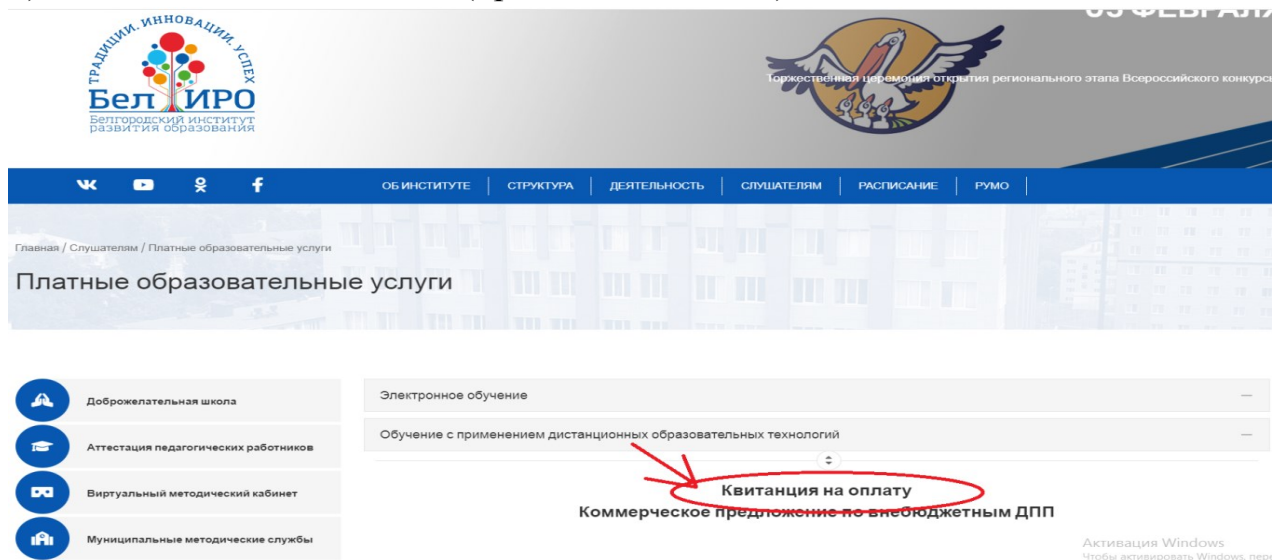 ТРАДИЦИИ. ИННОВАЦИИ. УСПЕХ
Бел ИРО
Белгородский институт
развития образования
Торжественная церемония открытия регионального этапа Всероссийского
ОБ ИНСТИТУТЕ СТРУКТУРА ДЕЯТЕЛЬНОСТЬ СЛУШАТЕЛЯМ РАСПИСАНИЕ РУМО
Главная / Слушателям / Платные образовательные услуги
Платные образовательные услуги
Доброжелательная школа
Электронное обучение
Аттестация педагогических работников
Обучение с применением дистанционных образовательных технологий
Виртуальный методический кабинет
Квитанция на оплату
Коммерческое предложение по внебюджетным ДПП
Муниципальные методические службы
Активация Windows
Чтобы активировать Windows,